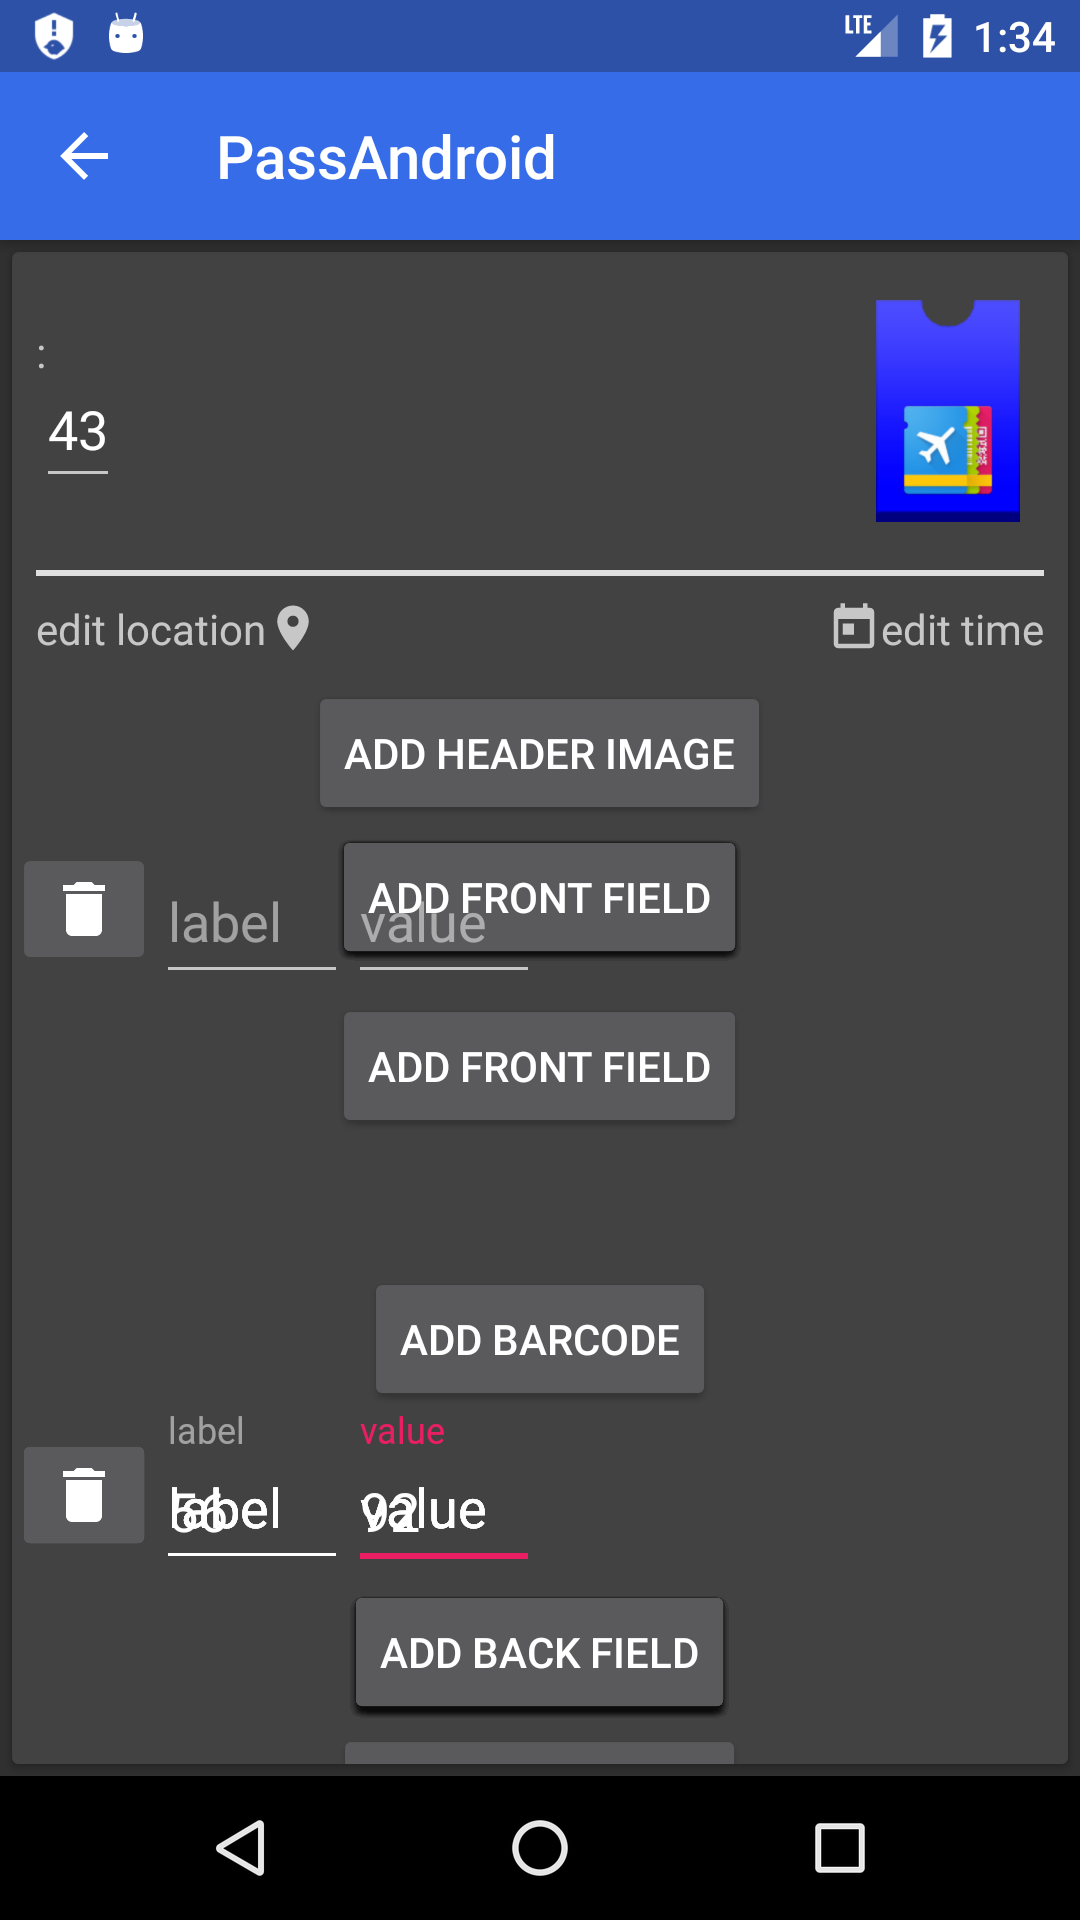 LTE 1:34
PassAndroid
:
43
edit location edit time
ADD HEADER IMAGE
ADD FRONT FIELD
label value
ADD FRONT FIELD
ADD BARCODE
label value
label value
56 92
ADD BACK FIELD